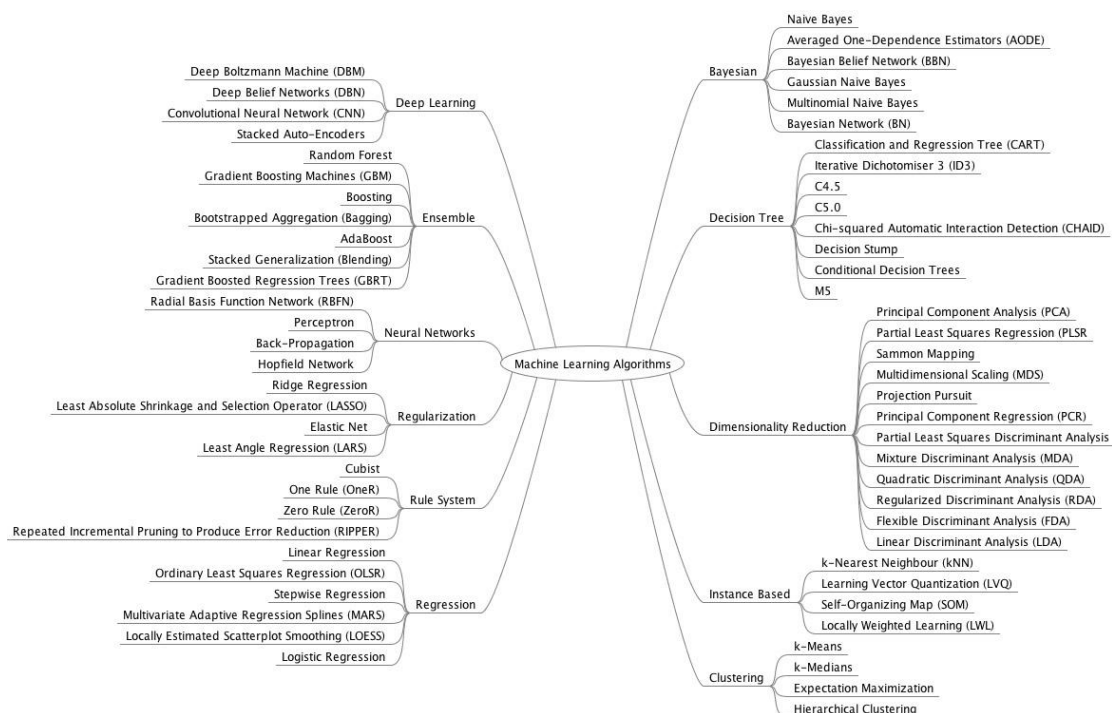 Deep Boltzmann Machine (DBM)
Deep Belief Networks (DBN)
Convolutional Neural Network (CNN)
Stacked Auto-Encoders
Deep Learning
Random Forest
Gradient Boosting Machines (GBM)
Boosting
Bootstrapped Aggregation (Bagging)
AdaBoost
Stacked Generalization (Blending)
Gradient Boosted Regression Trees (GBRT)
Ensemble
Radial Basis Function Network (RBFN)
Perceptron
Back-Propagation
Hopfield Network
Neural Networks
Ridge Regression
Least Absolute Shrinkage and Selection Operator (LASSO)
Elastic Net
Least Angle Regression (LARS)
Regularization
Cubist
One Rule (OneR)
Zero Rule (ZeroR)
Repeated Incremental Pruning to Produce Error Reduction (RIPPER)
Rule System
Linear Regression
Ordinary Least Squares Regression (OLSR)
Stepwise Regression
Multivariate Adaptive Regression Splines (MARS)
Locally Estimated Scatterplot Smoothing (LOESS)
Logistic Regression
Regression
Machine Learning Algorithms
Bayesian
Naive Bayes
Averaged One-Dependence Estimators (AODE)
Bayesian Belief Network (BBN)
Gaussian Naive Bayes
Multinomial Naive Bayes
Bayesian Network (BN)
Decision Tree
Classification and Regression Tree (CART)
Iterative Dichotomiser 3 (ID3)
C4.5
C5.0
Chi-squared Automatic Interaction Detection (CHAID)
Decision Stump
Conditional Decision Trees
M5
Dimensionality Reduction
Principal Component Analysis (PCA)
Partial Least Squares Regression (PLSR
Sammon Mapping
Multidimensional Scaling (MDS)
Projection Pursuit
Principal Component Regression (PCR)
Partial Least Squares Discriminant Analysis
Mixture Discriminant Analysis (MDA)
Quadratic Discriminant Analysis (QDA)
Regularized Discriminant Analysis (RDA)
Flexible Discriminant Analysis (FDA)
Linear Discriminant Analysis (LDA)
Instance Based
k-Nearest Neighbour (kNN)
Learning Vector Quantization (LVQ)
Self-Organizing Map (SOM)
Locally Weighted Learning (LWL)
Clustering
k-Means
k-Medians
Expectation Maximization
Hierarchical Clustering